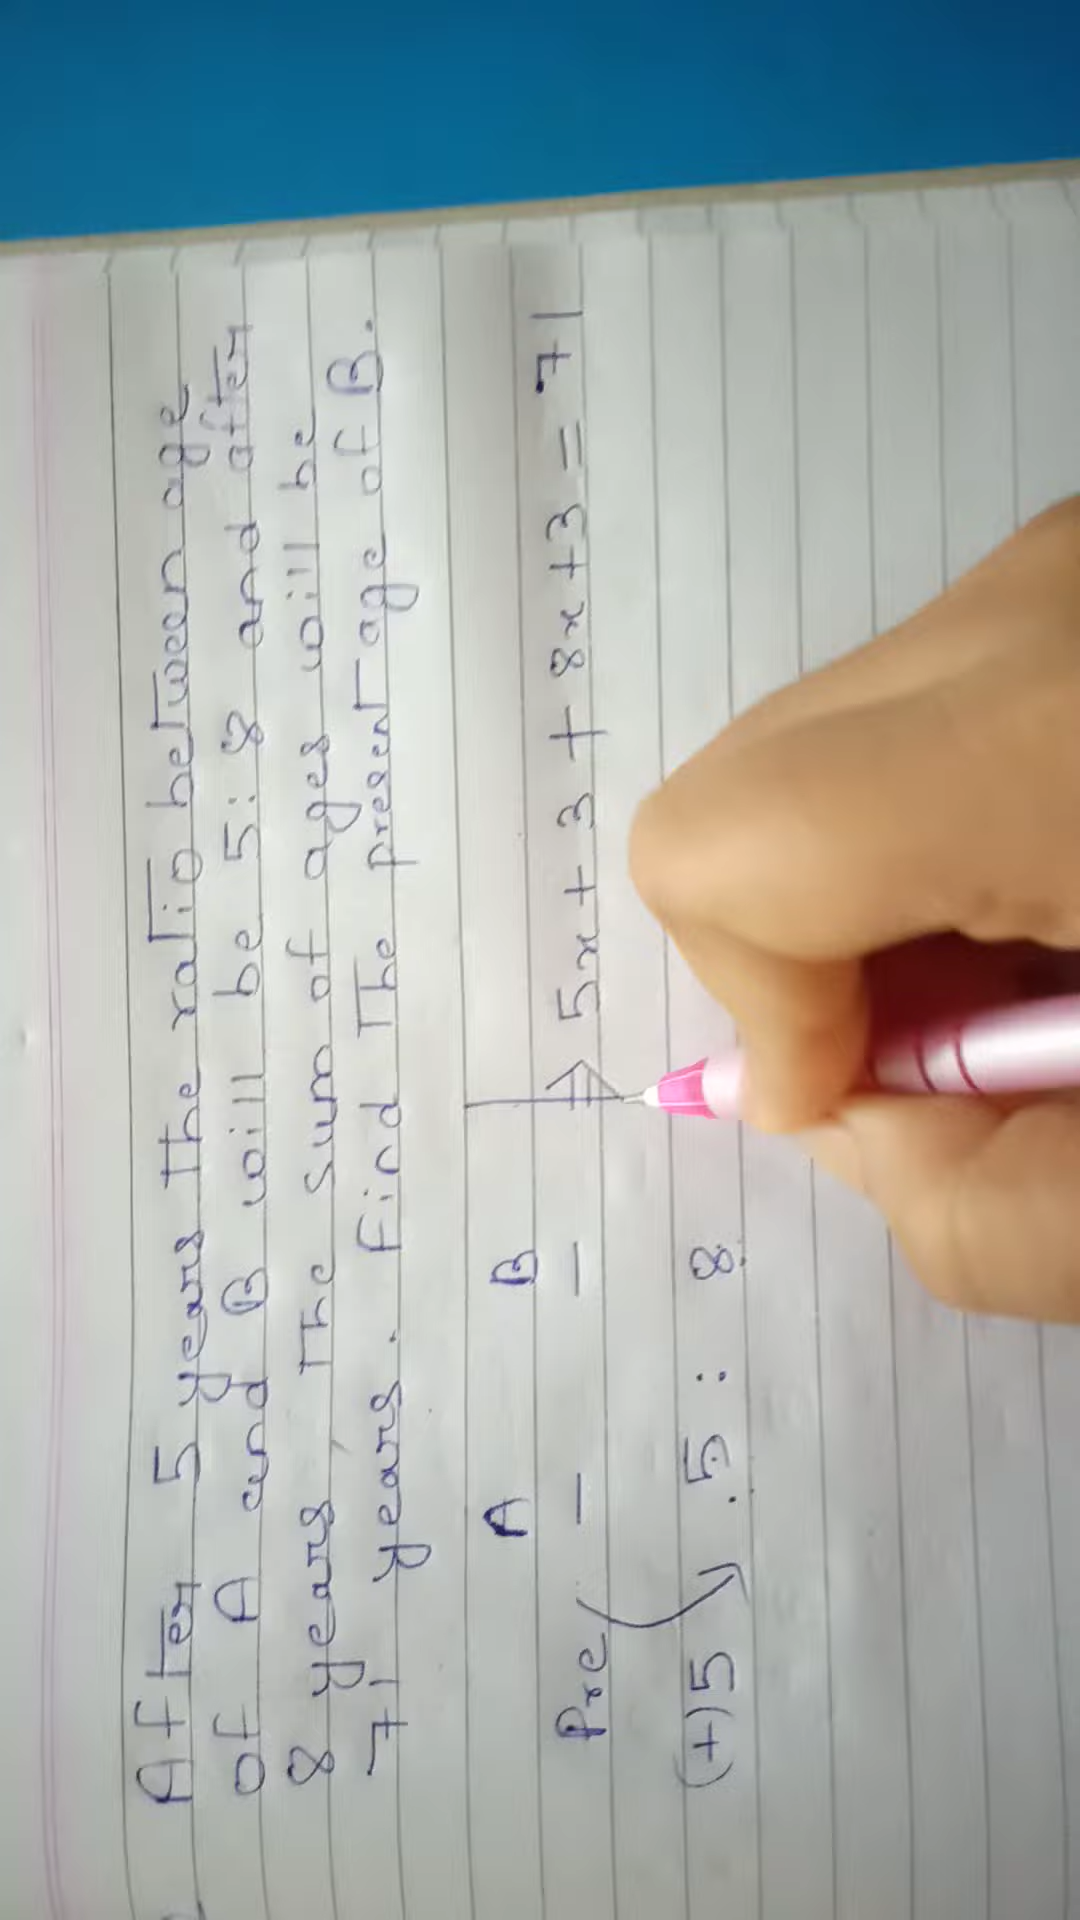 After 5 years the ratio between age
of A and B will be 5:8 and after
8 years the sum of ages will be
71 years. Find the present age of B.
A B
Pre — — ⇒ 5x + 3 + 8x + 3 = 71
(+)5 5 : 8